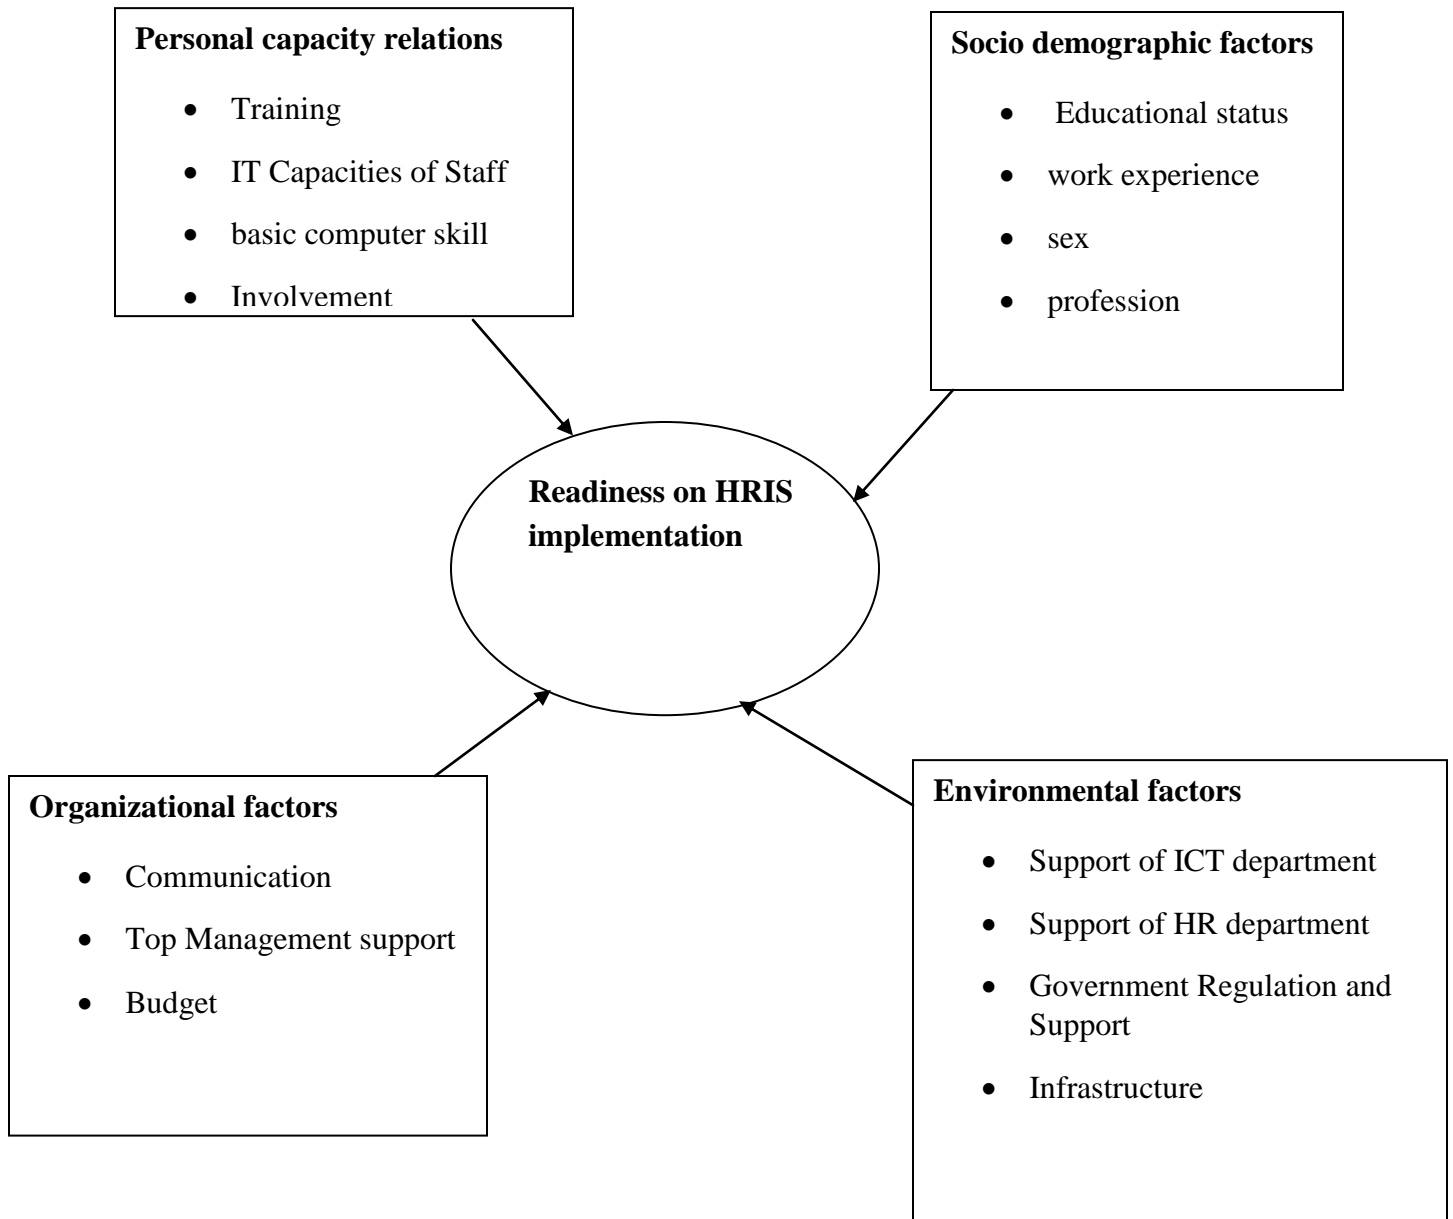 Personal capacity relations
• Training
• IT Capacities of Staff
• basic computer skill
• Involvement
Socio demographic factors
• Educational status
• work experience
• sex
• profession
Readiness on HRIS
implementation
Organizational factors
• Communication
• Top Management support
• Budget
Environmental factors
• Support of ICT department
• Support of HR department
• Government Regulation and
Support
• Infrastructure